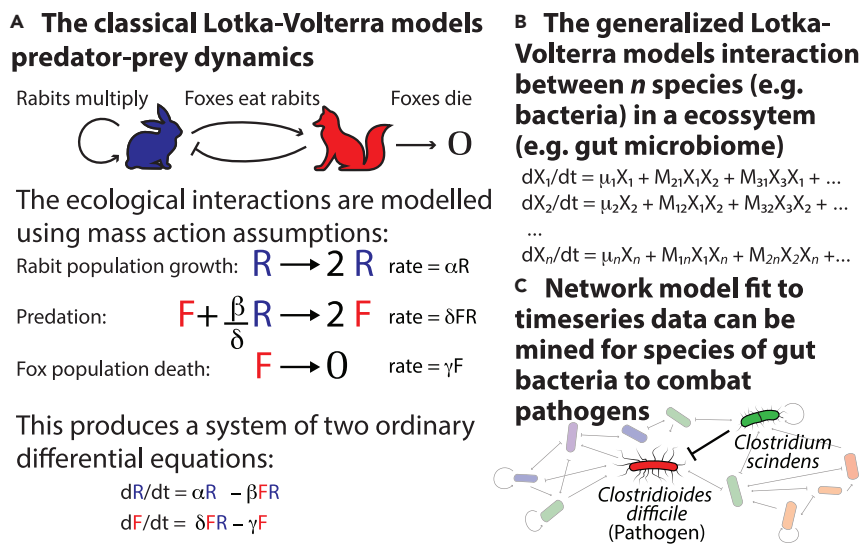 A The classical Lotka-Volterra models
predator-prey dynamics
Rabits multiply Foxes eat rabits Foxes die
0
The ecological interactions are modelled
using mass action assumptions:
Rabbit population growth: R → 2 R rate = αR
Predation: F + β/δ R → 2 F rate = δFR
Fox population death: F → 0 rate = γF
This produces a system of two ordinary
differential equations:
dR/dt = αR − βFR
dF/dt = δFR − γF
B The generalized Lotka-
Volterra models interaction
between n species (e.g.
bacteria) in a ecossytem
(e.g. gut microbiome)
dX₁/dt = μ₁X₁ + M₂₁X₁X₂ + M₃₁X₃X₁ + ...
dX₂/dt = μ₂X₂ + M₁₂X₁X₂ + M₃₂X₃X₂ + ...
...
dXₙ/dt = μₙXₙ + M₁ₙX₁Xₙ + M₂ₙX₂Xₙ +...
C Network model fit to
timeseries data can be
mined for species of gut
bacteria to combat
pathogens
Clostridium
scindens
Clostridioides
difficile
(Pathogen)